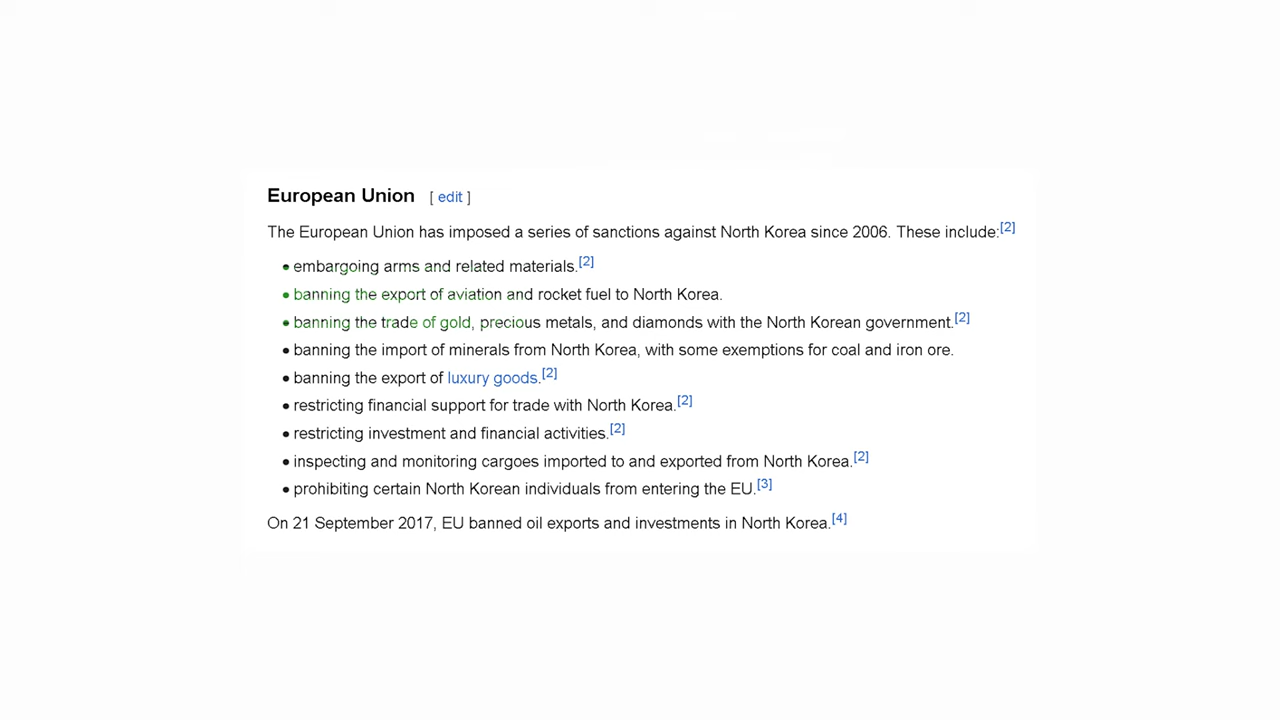 European Union [ edit ]
The European Union has imposed a series of sanctions against North Korea since 2006. These include:[2]
• embargoing arms and related materials.[2]
• banning the export of aviation and rocket fuel to North Korea.
• banning the trade of gold, precious metals, and diamonds with the North Korean government.[2]
• banning the import of minerals from North Korea, with some exemptions for coal and iron ore.
• banning the export of luxury goods.[2]
• restricting financial support for trade with North Korea.[2]
• restricting investment and financial activities.[2]
• inspecting and monitoring cargoes imported to and exported from North Korea.[2]
• prohibiting certain North Korean individuals from entering the EU.[3]
On 21 September 2017, EU banned oil exports and investments in North Korea.[4]